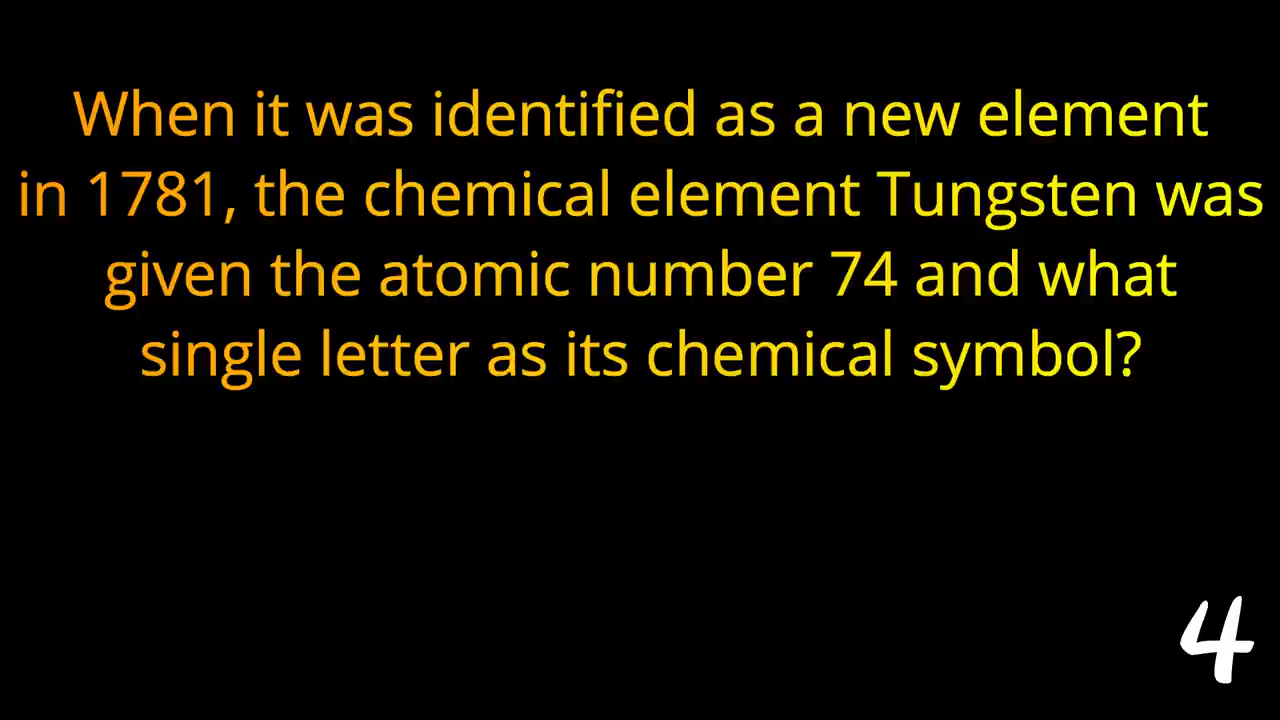 When it was identified as a new element
in 1781, the chemical element Tungsten was
given the atomic number 74 and what
single letter as its chemical symbol?
4